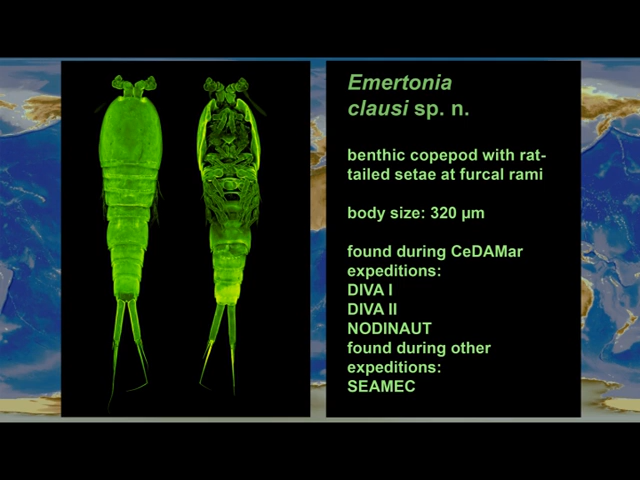 Emertonia
clausi sp. n.
benthic copepod with rat-
tailed setae at furcal rami
body size: 320 µm
found during CeDAMar
expeditions:
DIVA I
DIVA II
NODINAUT
found during other
expeditions:
SEAMEC